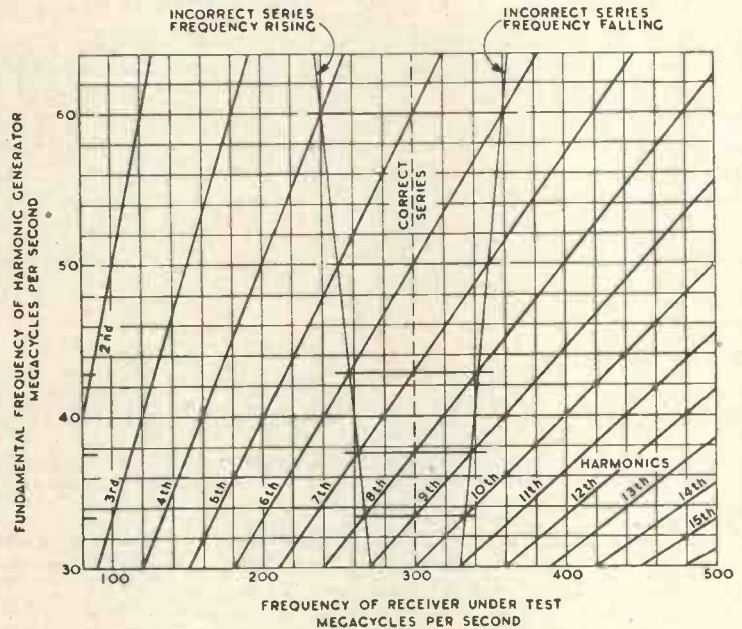 INCORRECT SERIES
FREQUENCY RISING
INCORRECT SERIES
FREQUENCY FALLING
FUNDAMENTAL FREQUENCY OF HARMONIC GENERATOR
MEGACYCLES PER SECOND
60
50
40
30
CORRECT
SERIES
2nd
3rd
4th
5th
6th
7th
8th
9th
10th
11th
12th
13th
14th
15th
HARMONICS
100
200
300
400
500
FREQUENCY OF RECEIVER UNDER TEST
MEGACYCLES PER SECOND